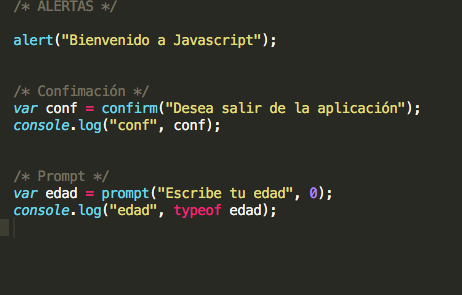 /* ALERTAS */
alert("Bienvenido a Javascript");
/* Confimación */
var conf = confirm("Desea salir de la aplicación");
console.log("conf", conf);
/* Prompt */
var edad = prompt("Escribe tu edad", 0);
console.log("edad", typeof edad);